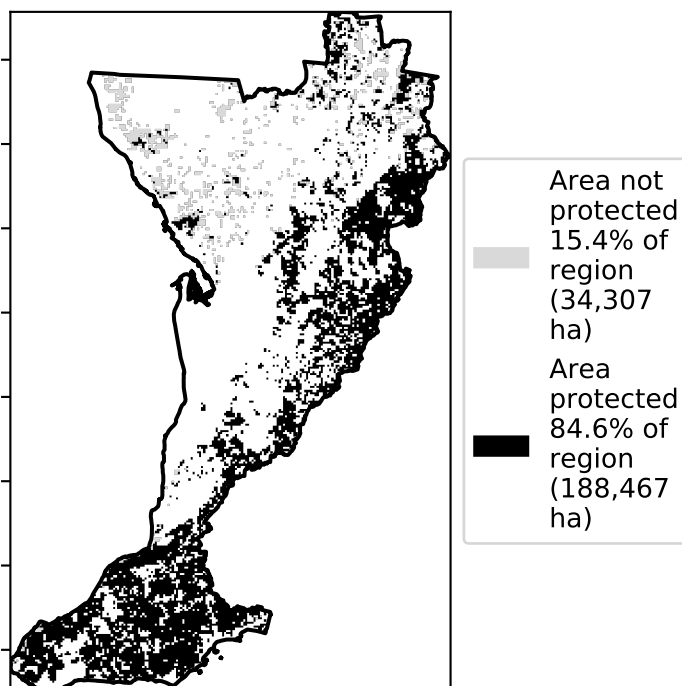 Area not
protected
15.4% of
region
(34,307
ha)
Area
protected
84.6% of
region
(188,467
ha)